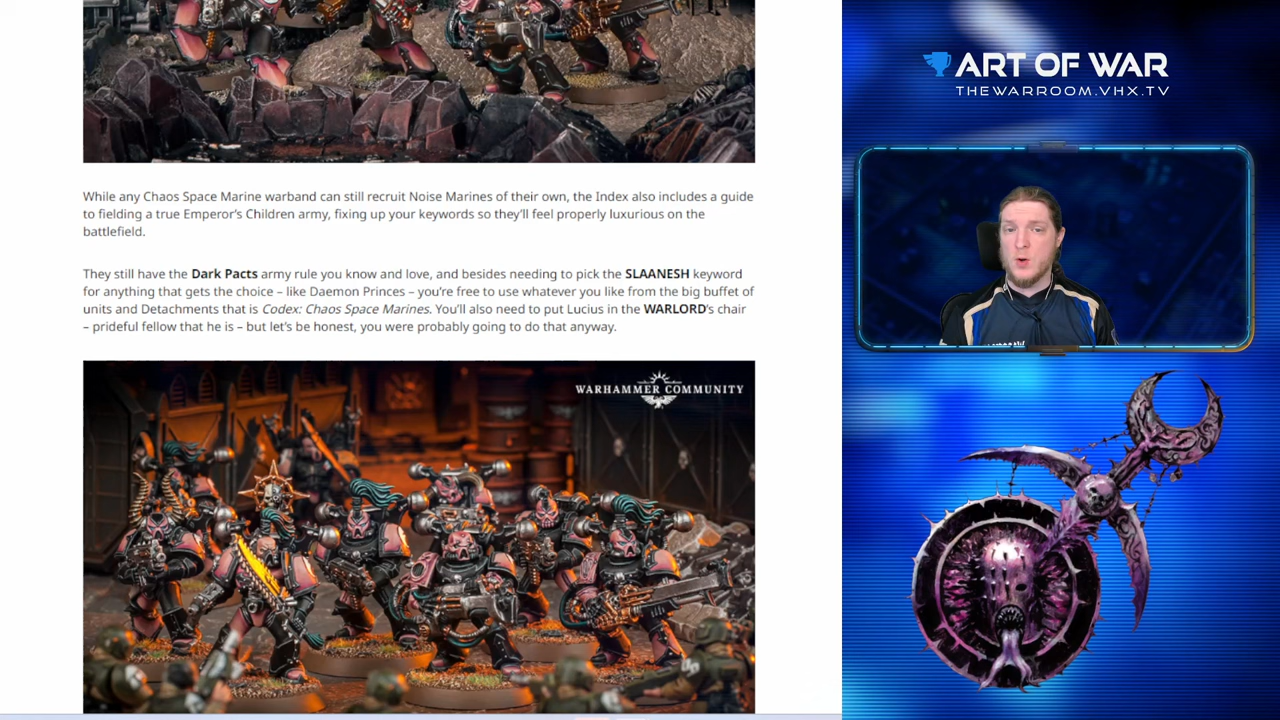 ART OF WAR
THEWARROOM.VHX.TV
While any Chaos Space Marine warband can still recruit Noise Marines of their own, the Index also includes a guide
to fielding a true Emperor's Children army, fixing up your keywords so they'll feel properly luxurious on the
battlefield.
They still have the Dark Pacts army rule you know and love, and besides needing to pick the SLAANESH keyword
for anything that gets the choice – like Daemon Princes – you're free to use whatever you like from the big buffet of
units and Detachments that is Codex: Chaos Space Marines. You'll also need to put Lucius in the WARLORD's chair
– prideful fellow that he is – but let's be honest, you were probably going to do that anyway.
WARHAMMER COMMUNITY